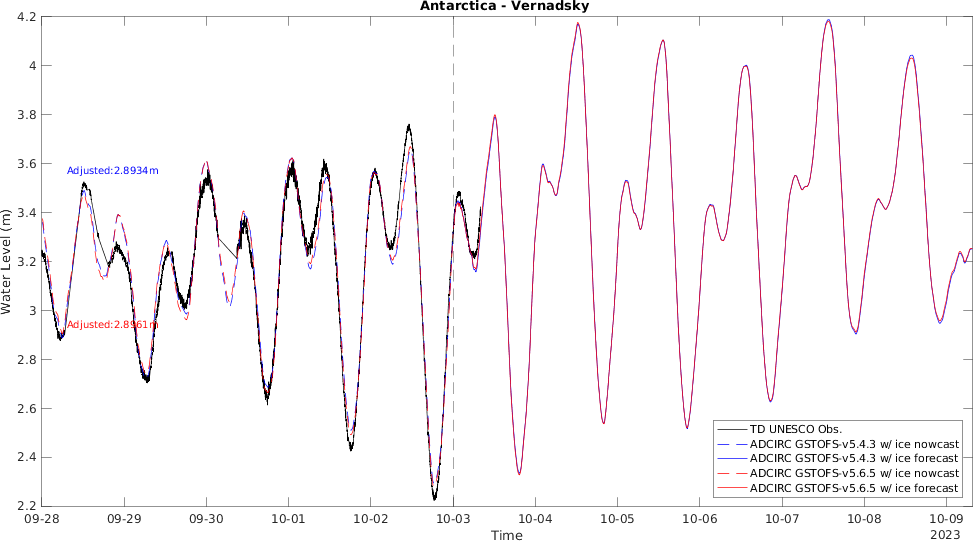 Antarctica - Vernadsky
Water Level (m)
4.2
4
3.8
3.6
3.4
3.2
3
2.8
2.6
2.4
2.2
Adjusted:2.8934m
Adjusted:2.8961m
TD UNESCO Obs.
ADCIRC GSTOFS-v5.4.3 w/ ice nowcast
ADCIRC GSTOFS-v5.4.3 w/ ice forecast
ADCIRC GSTOFS-v5.6.5 w/ ice nowcast
ADCIRC GSTOFS-v5.6.5 w/ ice forecast
09-28 09-29 09-30 10-01 10-02 10-03 10-04 10-05 10-06 10-07 10-08 10-09
Time
2023